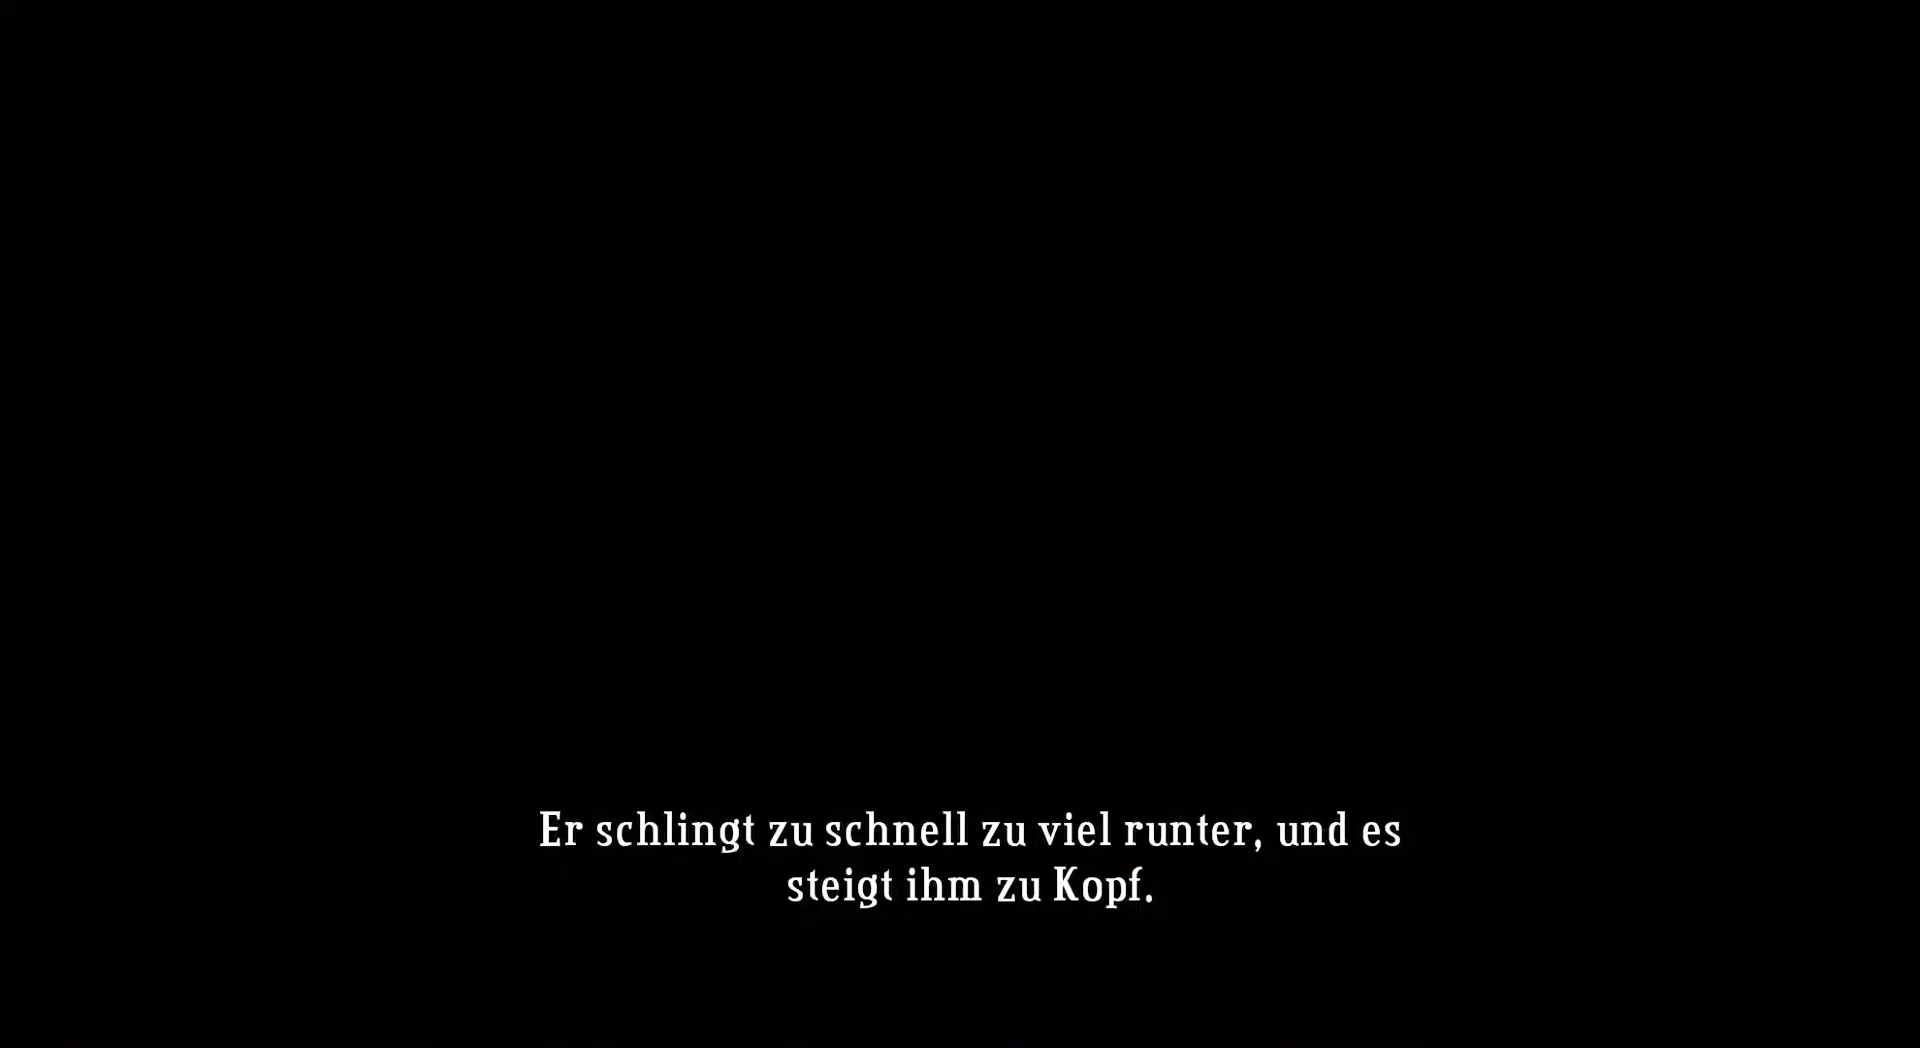 Er schlingt zu schnell zu viel runter, und es
steigt ihm zu Kopf.